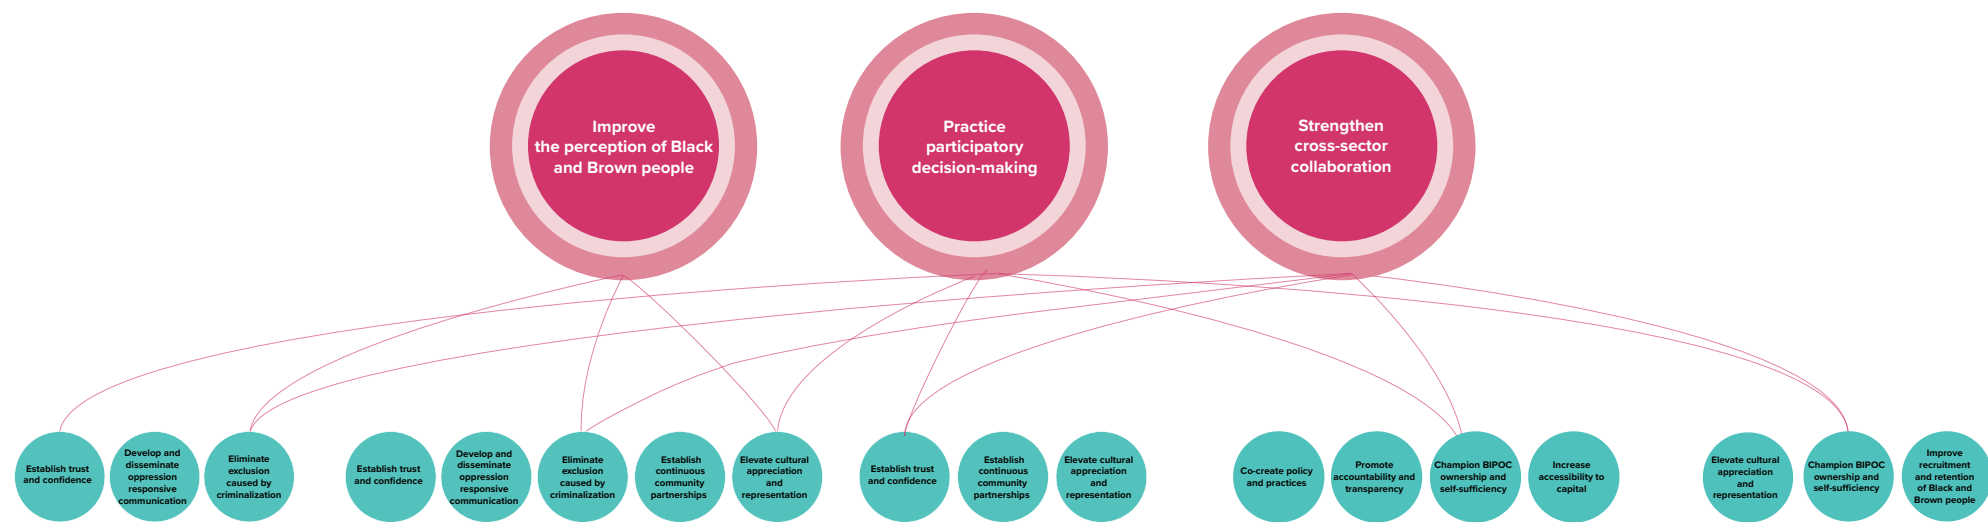 Improve
the perception of Black
and Brown people
Practice
participatory
decision-making
Strengthen
cross-sector
collaboration
Establish trust
and confidence
Develop and
disseminate
oppression
responsive
communication
Eliminate
exclusion
caused by
criminalization
Establish trust
and confidence
Develop and
disseminate
oppression
responsive
communication
Eliminate
exclusion
caused by
criminalization
Establish
continuous
community
partnerships
Elevate cultural
appreciation
and
representation
Establish trust
and confidence
Establish
continuous
community
partnerships
Elevate cultural
appreciation
and
representation
Co-create policy
and practices
Promote
accountability and
transparency
Champion BIPOC
ownership and
self-sufficiency
Increase
accessibility to
capital
Elevate cultural
appreciation
and
representation
Champion BIPOC
ownership and
self-sufficiency
Improve
recruitment
and retention
of Black and
Brown people